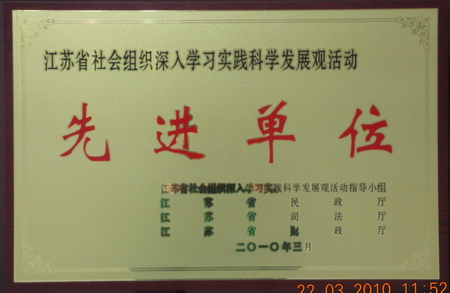 江苏省社会组织深入学习实践科学发展观活动
先进单位
江苏省社会组织深入学习实践科学发展观活动指导小组
江苏省民政厅
江苏省司法厅
江苏省财政厅
二〇一〇年三月
22.03.2010 11:52